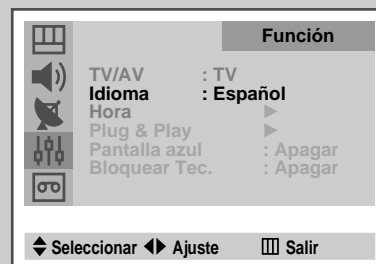 Función
TV/AV : TV
Idioma : Español
Hora
Plug & Play
Pantalla azul : Apagar
Bloquear Tec. : Apagar
Seleccionar Ajuste Salir